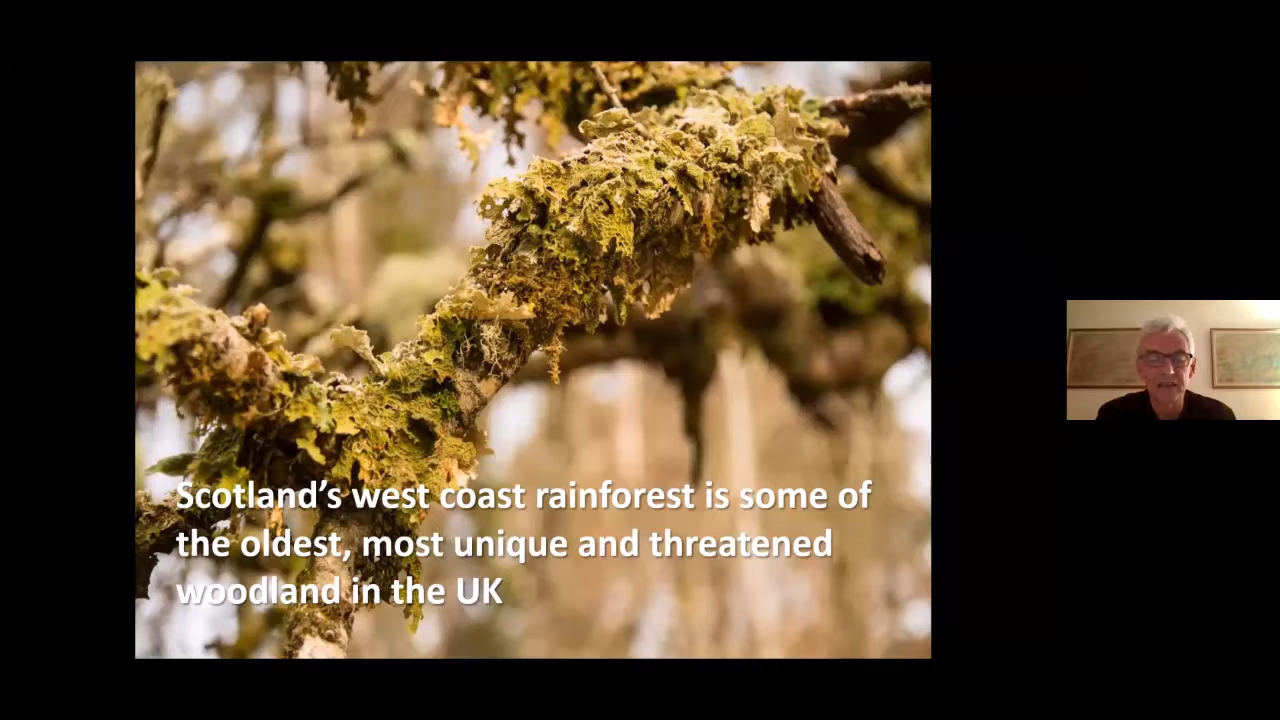 Scotland’s west coast rainforest is some of
the oldest, most unique and threatened
woodland in the UK